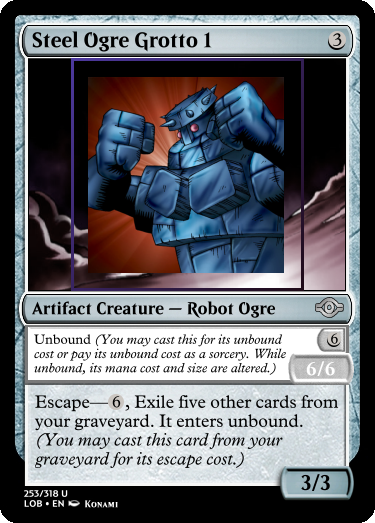 Steel Ogre Grotto 1 3
Artifact Creature — Robot Ogre
Unbound (You may cast this for its unbound 6
cost or pay its unbound cost as a sorcery. While
unbound, its mana cost and size are altered.)
6/6
Escape—6, Exile five other cards from
your graveyard. It enters unbound.
(You may cast this card from your
graveyard for its escape cost.)
3/3
253/318 U
LOB • EN Konami